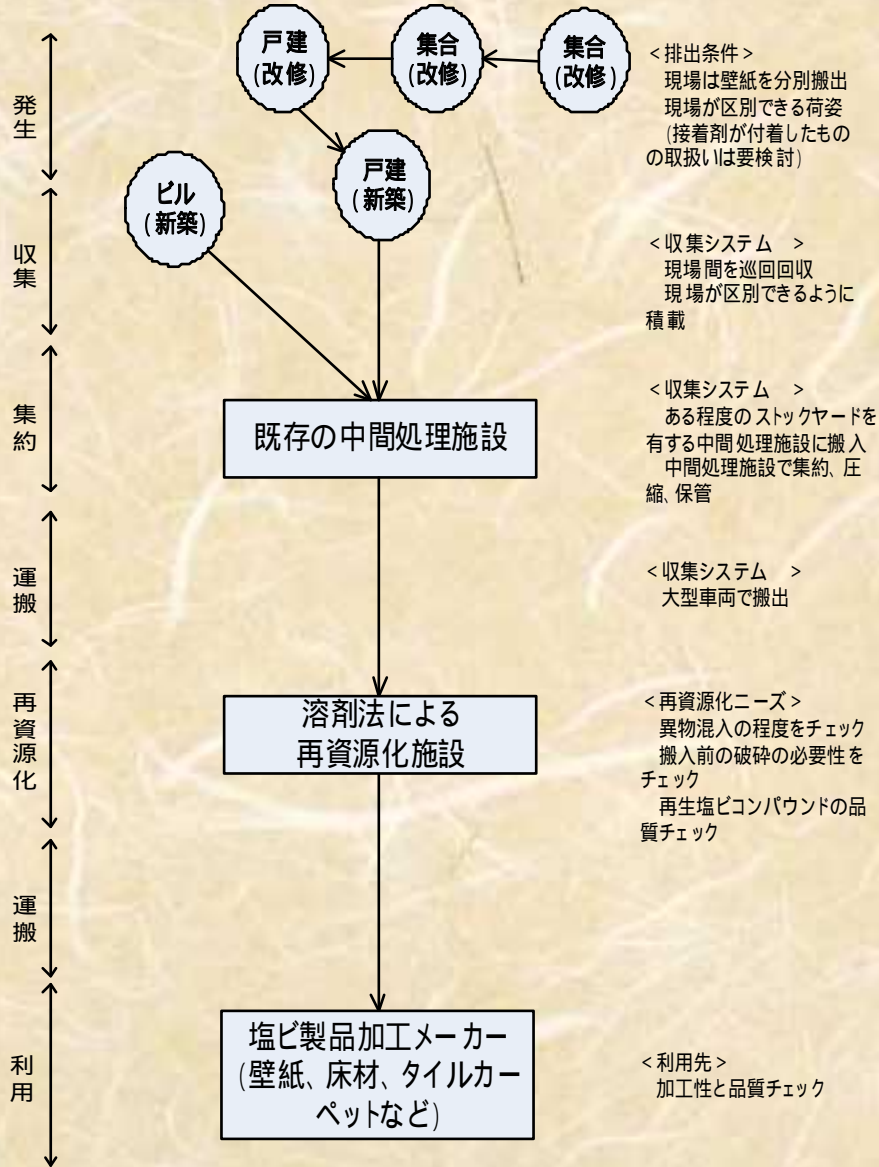 発生
戸建
(改修)
集合
(改修)
集合
(改修)
戸建
(新築)
ビル
(新築)
<排出条件>
現場は壁紙を分別搬出
現場が区別できる荷姿
(接着剤が付着したもの
の取扱いは要検討)
収集
<収集システム >
現場間を巡回回収
現場が区別できるように
積載
集約
既存の中間処理施設
<収集システム >
ある程度のストックヤードを
有する中間処理施設に搬入
中間処理施設で集約、圧
縮、保管
運搬
<収集システム >
大型車両で搬出
再資源化
溶剤法による
再資源化施設
<再資源化ニーズ>
異物混入の程度をチェック
搬入前の破砕の必要性を
チェック
再生塩ビコンパウンドの品
質チェック
運搬
利用
塩ビ製品加工メーカー
(壁紙、床材、タイルカー
ペットなど)
<利用先>
加工性と品質チェック